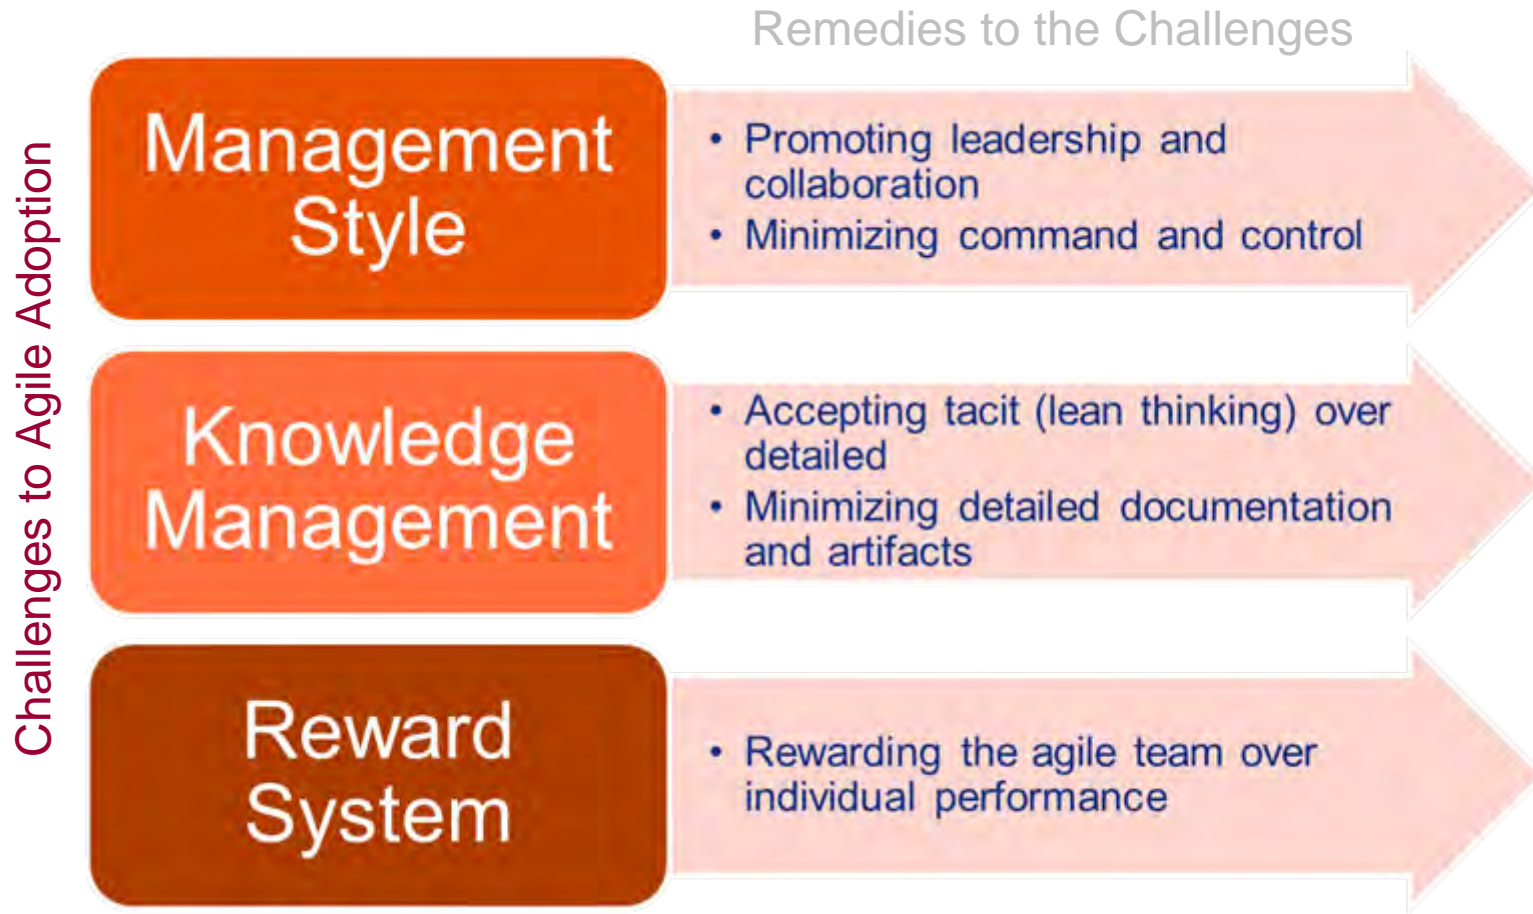 Remedies to the Challenges
Challenges to Agile Adoption
Management
Style
• Promoting leadership and
collaboration
• Minimizing command and control
Knowledge
Management
• Accepting tacit (lean thinking) over
detailed
• Minimizing detailed documentation
and artifacts
Reward
System
• Rewarding the agile team over
individual performance